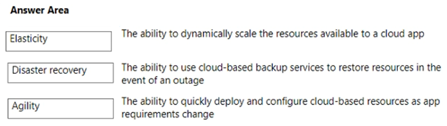 Answer Area
Elasticity
The ability to dynamically scale the resources available to a cloud app
Disaster recovery
The ability to use cloud-based backup services to restore resources in the
event of an outage
Agility
The ability to quickly deploy and configure cloud-based resources as app
requirements change